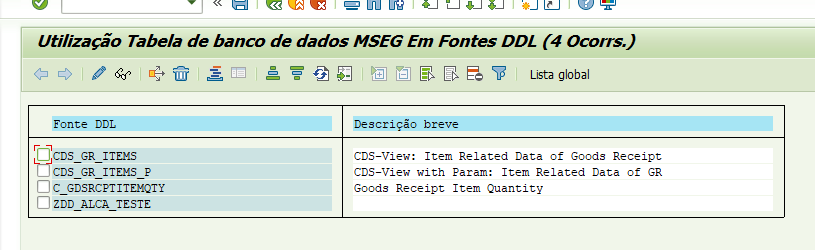 Utilização Tabela de banco de dados MSEG Em Fontes DDL (4 Ocorrs.)
Lista global
Fonte DDL Descrição breve
CDS_GR_ITEMS CDS-View: Item Related Data of Goods Receipt
CDS_GR_ITEMS_P CDS-View with Param: Item Related Data of GR
C_GDSRCPTITEMQTY Goods Receipt Item Quantity
ZDD_ALCA_TESTE